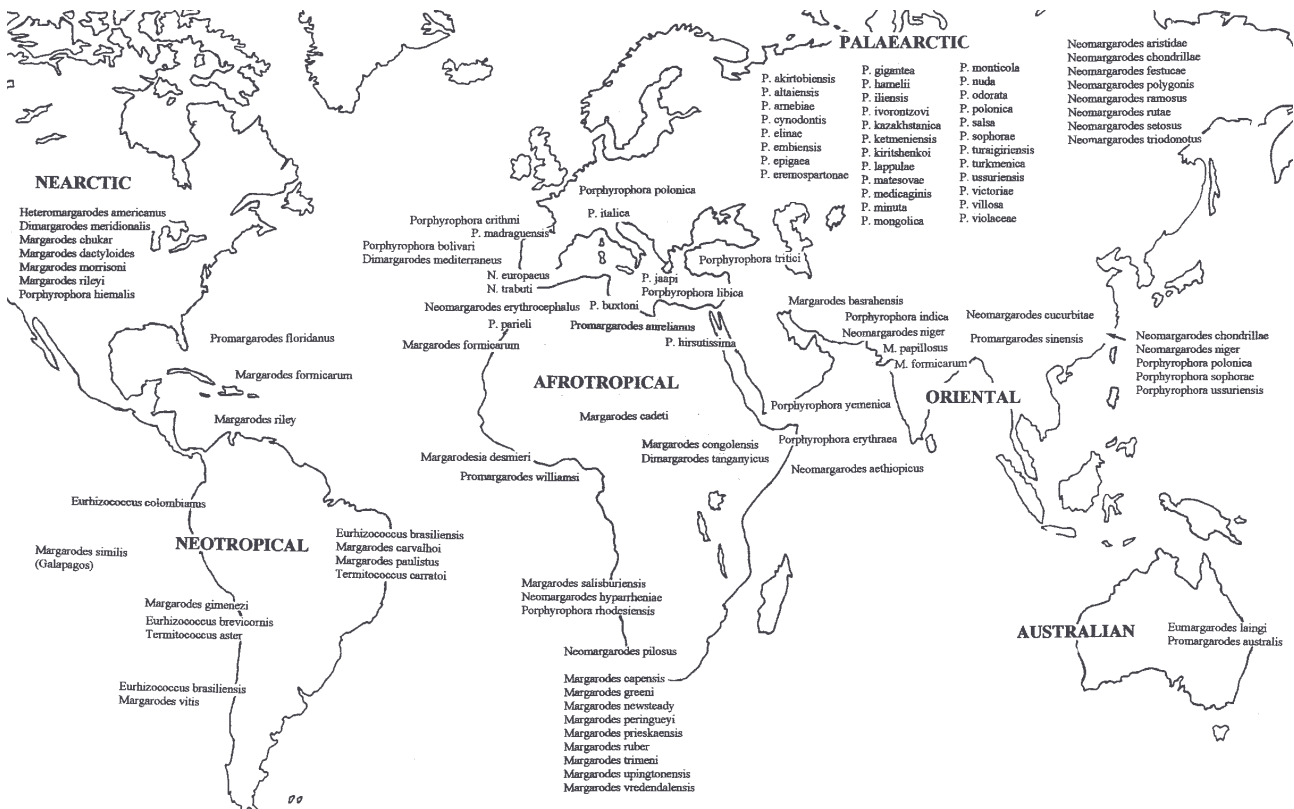 PALAEARCTIC
P. akirtobiensis
P. altaiensis
P. arnebiae
P. cynodontis
P. elinae
P. embiensis
P. epigaea
P. eremospartonae
P. gigantea
P. hamelii
P. iliensis
P. ivorontzovi
P. kazakhstanica
P. ketmeniensis
P. kiritshenkoi
P. lappulae
P. matesovae
P. medicaginis
P. minuta
P. mongolica
P. monticola
P. nuda
P. odorata
P. polonica
P. salsa
P. sophorae
P. turaigiriensis
P. turkmenica
P. ussuriensis
P. victoriae
P. villosa
P. violaceae
Neomargarodes aristidae
Neomargarodes chondrillae
Neomargarodes festucae
Neomargarodes polygonis
Neomargarodes ramosus
Neomargarodes rutae
Neomargarodes setosus
Neomargarodes triodonotus
NEARCTIC
Heteromargarodes americanus
Dimargarodes meridionalis
Margarodes chukar
Margarodes dactyloides
Margarodes morrisoni
Margarodes rileyi
Porphyrophora hiemalis
Porphyrophora polonica
Porphyrophora crithmi
P. italica
P. madraguensis
Porphyrophora bolivari
Dimargarodes mediterraneus
Porphyrophora tritici
N. europaeus
N. trabuti
P. jaapi
Porphyrophora libica
Neomargarodes erythrocephalus
P. buxtoni
P. parieli
Promargarodes aurelianus
P. hirsutissima
Margarodes formicarum
Margarodes basrahensis
Porphyrophora indica
Neomargarodes niger
M. papillosus
M. formicarum
Neomargarodes cucurbitae
Promargarodes sinensis
Neomargarodes chondrillae
Neomargarodes niger
Porphyrophora polonica
Porphyrophora sophorae
Porphyrophora ussuriensis
Promargarodes floridanus
Margarodes formicarum
Margarodes riley
AFROTROPICAL
Margarodes cadeti
ORIENTAL
Porphyrophora yemenica
Margarodes congolensis
Dimargarodes tanganyicus
Porphyrophora erythraea
Neomargarodes aethiopicus
Margarodesia desmieri
Promargarodes williamsi
Eurhizococcus colombianus
NEOTROPICAL
Eurhizococcus brasiliensis
Margarodes carvalhoi
Margarodes paulistus
Termitococcus carratoi
Margarodes similis
(Galapagos)
Margarodes gimenezi
Eurhizococcus brevicornis
Termitococcus aster
Eurhizococcus brasiliensis
Margarodes vitis
Margarodes salisburiensis
Neomargarodes hyparrheniae
Porphyrophora rhodesiensis
Neomargarodes pilosus
Margarodes capensis
Margarodes greeni
Margarodes newsteady
Margarodes peringueyi
Margarodes prieskaensis
Margarodes ruber
Margarodes trimeni
Margarodes upingtonensis
Margarodes vredendalensis
AUSTRALIAN
Eumargarodes laingi
Promargarodes australis